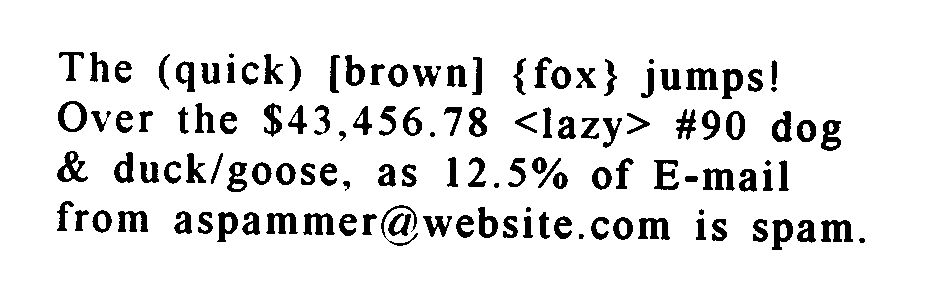 The (quick) [brown] {fox} jumps!
Over the $43,456.78 <lazy> #90 dog
& duck/goose, as 12.5% of E-mail
from aspammer@website.com is spam.